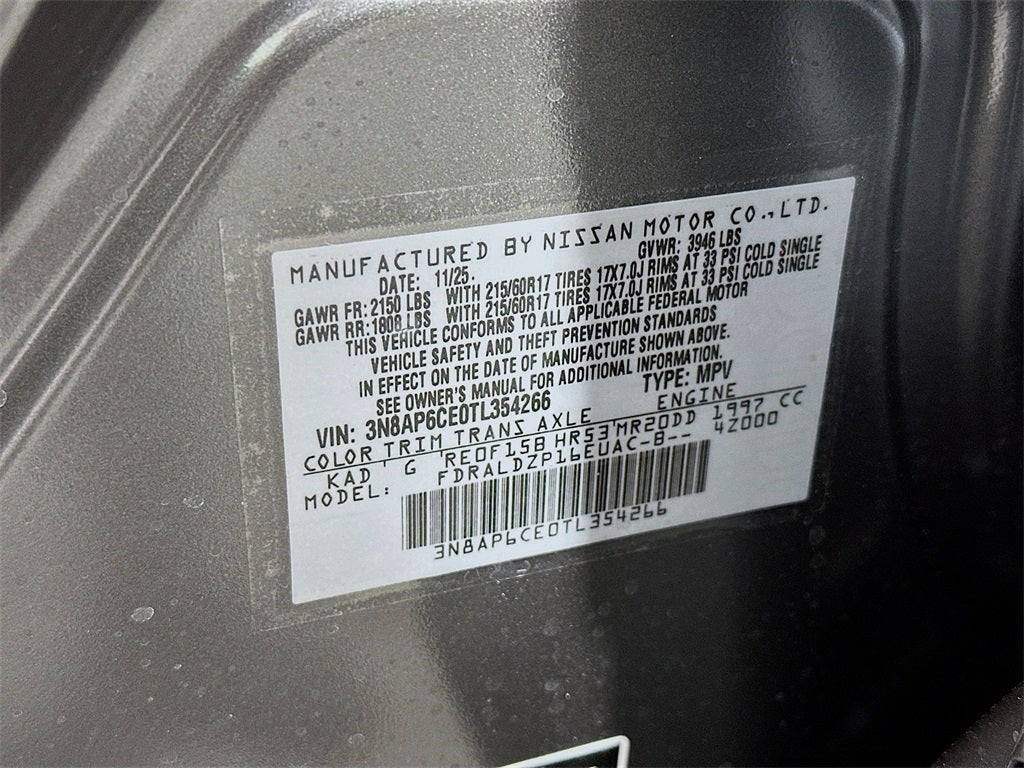 MANUFACTURED BY NISSAN MOTOR CO.,LTD.
DATE: 11/25. GVWR: 3946 LBS
GAWR FR: 2150 LBS WITH 215/60R17 TIRES 17X7.0J RIMS AT 33 PSI COLD SINGLE
GAWR RR: 1808 LBS WITH 215/60R17 TIRES 17X7.0J RIMS AT 33 PSI COLD SINGLE
THIS VEHICLE CONFORMS TO ALL APPLICABLE FEDERAL MOTOR
VEHICLE SAFETY AND THEFT PREVENTION STANDARDS
IN EFFECT ON THE DATE OF MANUFACTURE SHOWN ABOVE.
SEE OWNER'S MANUAL FOR ADDITIONAL INFORMATION.
VIN: 3N8AP6CE0TL354266 TYPE: MPV
COLOR TRIM TRANS AXLE ENGINE
KAD G RE0F15B HR53 MR20DD 1997 CC
MODEL: FDRALDZP16EUAC-B-- 42000
3N8AP6CE0TL354266